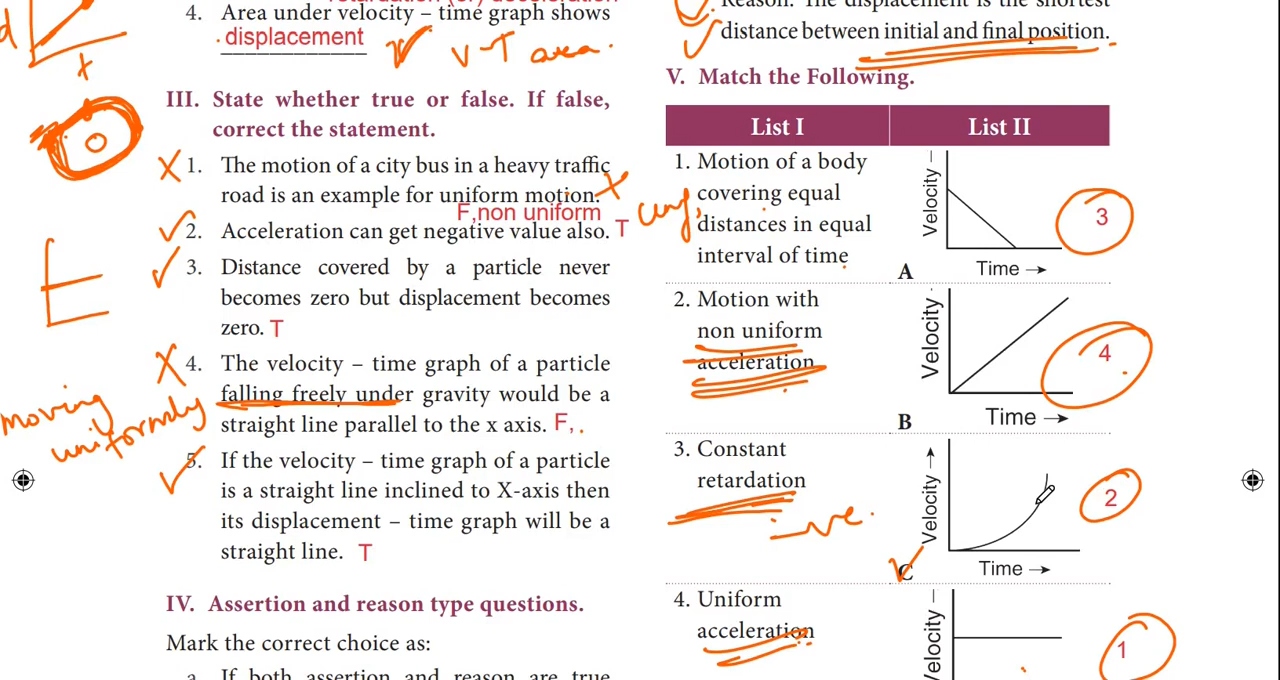 4. Area under velocity – time graph shows
displacement
V-T area.
t
III. State whether true or false. If false,
correct the statement.
1. The motion of a city bus in a heavy traffic
road is an example for uniform motion.
F,non uniform
2. Acceleration can get negative value also. T
3. Distance covered by a particle never
becomes zero but displacement becomes
zero. T
4. The velocity – time graph of a particle
falling freely under gravity would be a
straight line parallel to the x axis. F, .
moving
uniformly
5. If the velocity – time graph of a particle
is a straight line inclined to X-axis then
its displacement – time graph will be a
straight line. T
IV. Assertion and reason type questions.
Mark the correct choice as:
a. If both assertion and reason are true
Reason: The displacement is the shortest
distance between initial and final position.
V. Match the Following.
List I List II
1. Motion of a body
covering equal
distances in equal
interval of time
Velocity
Time
A
3
2. Motion with
non uniform
acceleration
Velocity
Time
B
4
3. Constant
retardation
-ve.
Velocity
Time
C
2
4. Uniform
acceleration
Velocity
1